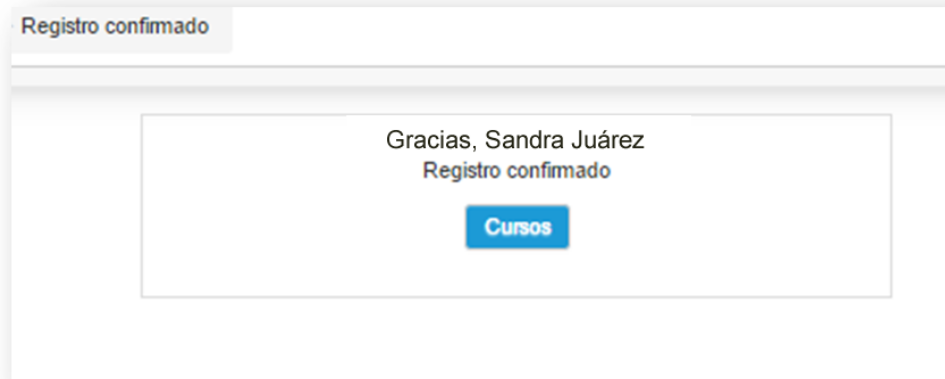 Registro confirmado
Gracias, Sandra Juárez
Registro confirmado
Cursos